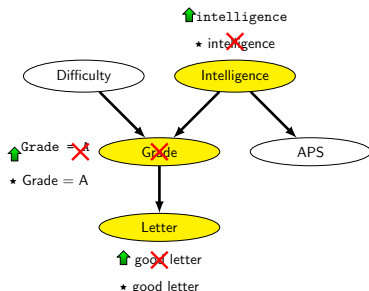 intelligence
⋆ intelligence
Difficulty
Intelligence
Grade = A
Grade
APS
⋆ Grade = A
Letter
good letter
⋆ good letter